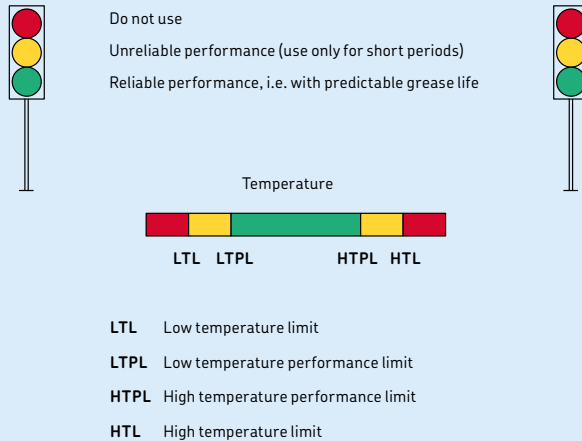 Do not use
Unreliable performance (use only for short periods)
Reliable performance, i.e. with predictable grease life
Temperature
LTL LTPL HTPL HTL
LTL Low temperature limit
LTPL Low temperature performance limit
HTPL High temperature performance limit
HTL High temperature limit